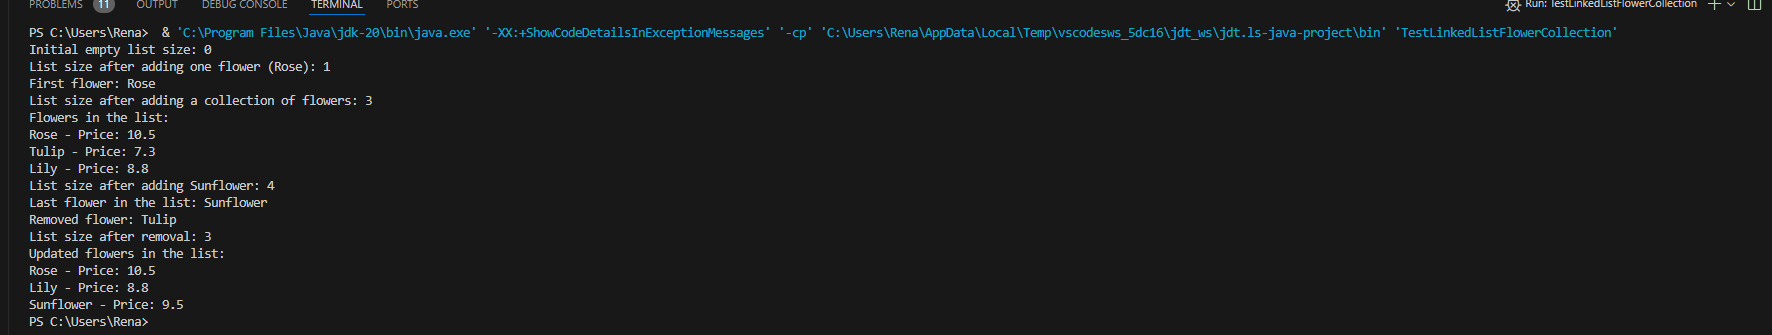 PROBLEMS 11 OUTPUT DEBUG CONSOLE TERMINAL PORTS Run: TestLinkedListFlowerCollection
PS C:\Users\Rena>  & 'C:\Program Files\Java\jdk-20\bin\java.exe' '-XX:+ShowCodeDetailsInExceptionMessages' '-cp' 'C:\Users\Rena\AppData\Local\Temp\vscodesws_5dc16\jdt_ws\jdt.ls-java-project\bin' 'TestLinkedListFlowerCollection'
Initial empty list size: 0
List size after adding one flower (Rose): 1
First flower: Rose
List size after adding a collection of flowers: 3
Flowers in the list:
Rose - Price: 10.5
Tulip - Price: 7.3
Lily - Price: 8.8
List size after adding Sunflower: 4
Last flower in the list: Sunflower
Removed flower: Tulip
List size after removal: 3
Updated flowers in the list:
Rose - Price: 10.5
Lily - Price: 8.8
Sunflower - Price: 9.5
PS C:\Users\Rena>